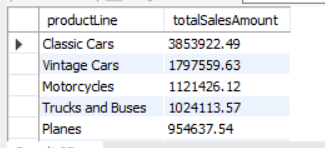 productLine totalSalesAmount
Classic Cars 3853922.49
Vintage Cars 1797559.63
Motorcycles 1121426.12
Trucks and Buses 1024113.57
Planes 954637.54